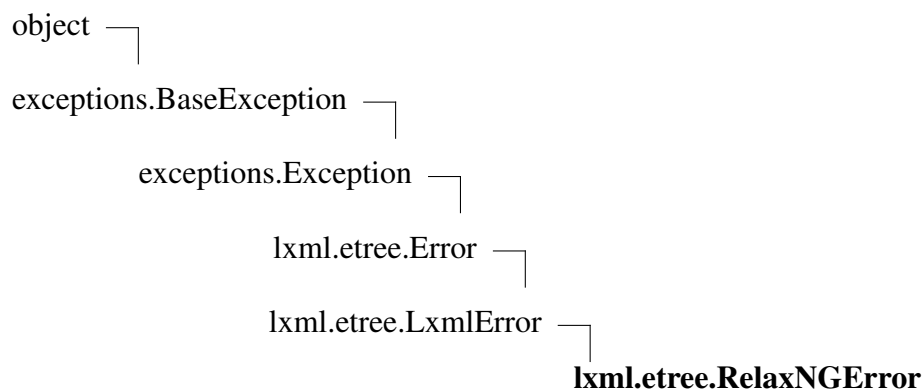 object
exceptions.BaseException
exceptions.Exception
lxml.etree.Error
lxml.etree.LxmlError
lxml.etree.RelaxNGError